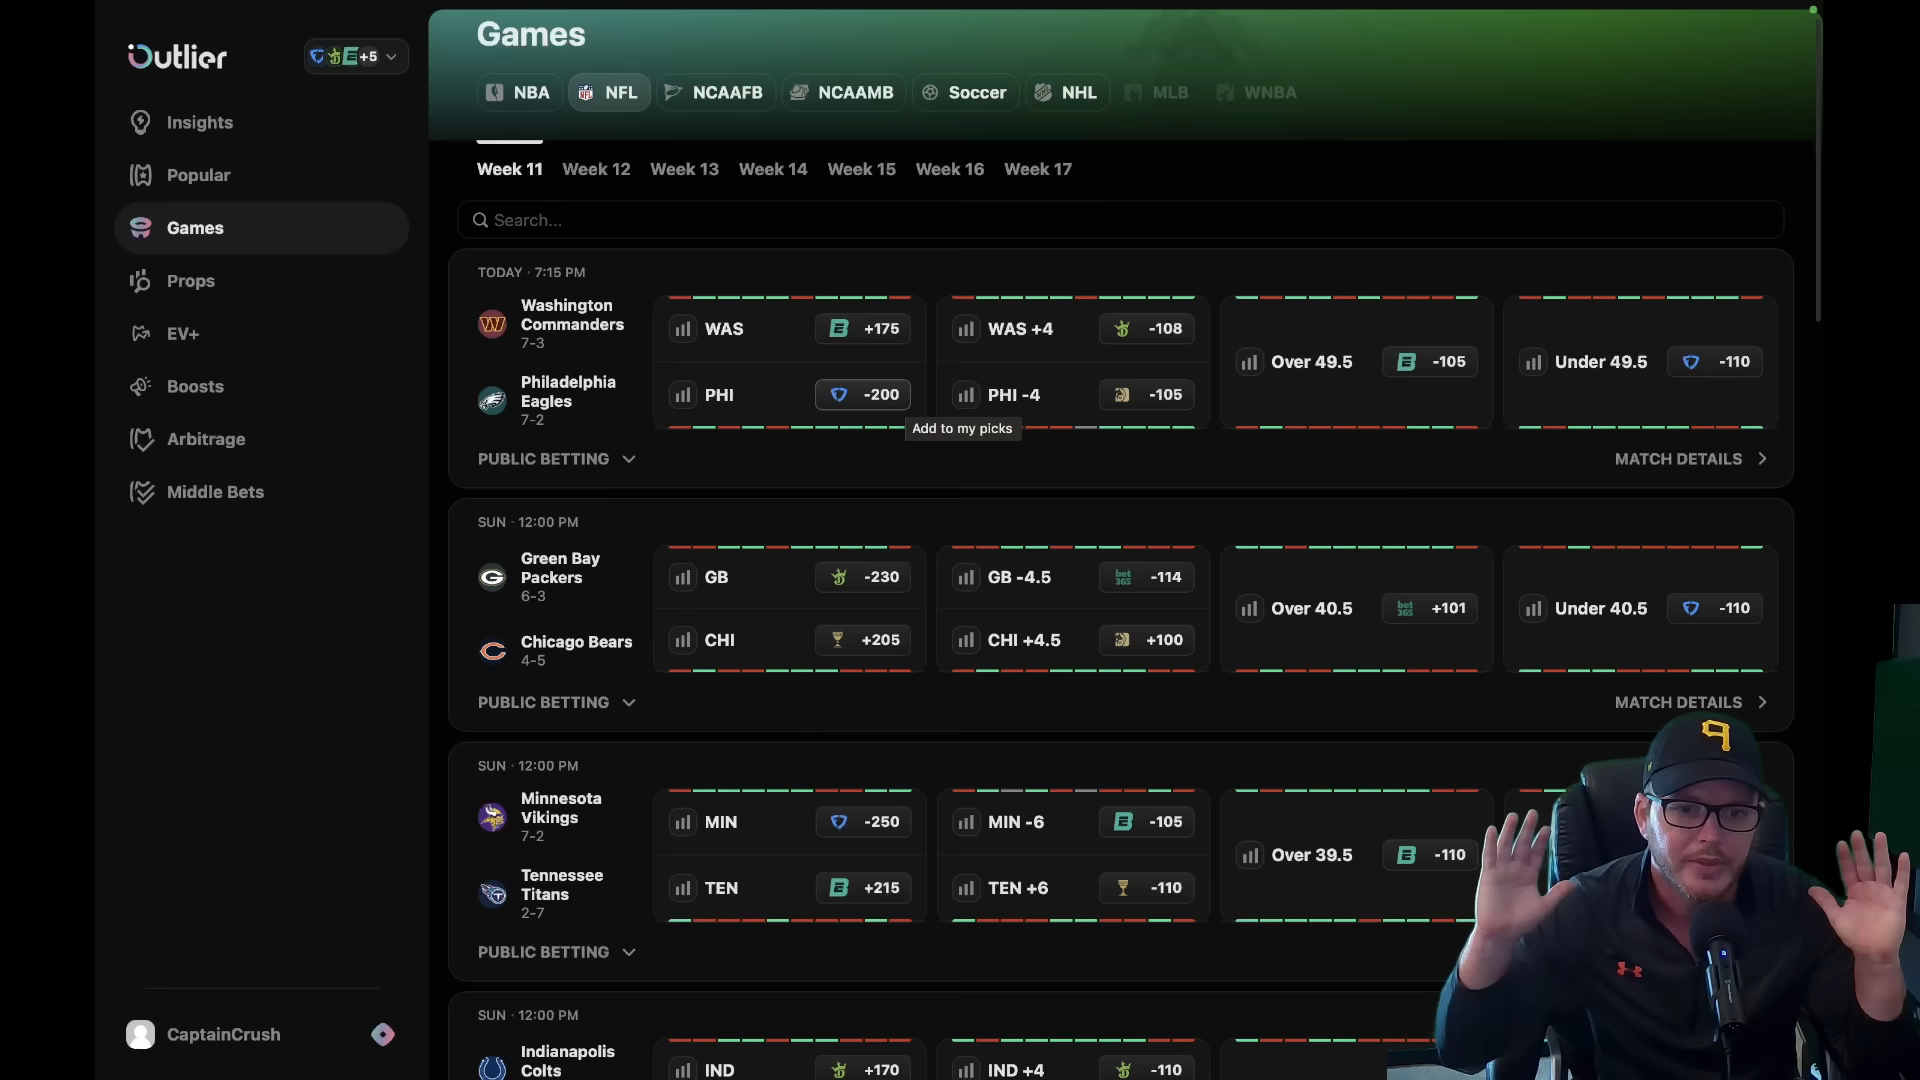 Outlier
+5
Insights
Popular
Games
Props
EV+
Boosts
Arbitrage
Middle Bets
CaptainCrush
Games
NBA
NFL
NCAAFB
NCAAMB
Soccer
NHL
MLB
WNBA
Week 11
Week 12
Week 13
Week 14
Week 15
Week 16
Week 17
Search...
TODAY · 7:15 PM
Washington
Commanders
7-3
Philadelphia
Eagles
7-2
WAS
+175
PHI
-200
WAS +4
-108
PHI -4
-105
Over 49.5
-105
Under 49.5
-110
Add to my picks
PUBLIC BETTING
MATCH DETAILS
SUN · 12:00 PM
Green Bay
Packers
6-3
Chicago Bears
4-5
GB
-230
CHI
+205
GB -4.5
bet
365
-114
CHI +4.5
+100
Over 40.5
bet
365
+101
Under 40.5
-110
PUBLIC BETTING
MATCH DETAILS
SUN · 12:00 PM
Minnesota
Vikings
7-2
Tennessee
Titans
2-7
MIN
-250
TEN
+215
MIN -6
-105
TEN +6
-110
Over 39.5
-110
PUBLIC BETTING
SUN · 12:00 PM
Indianapolis
Colts
IND
+170
IND +4
-110